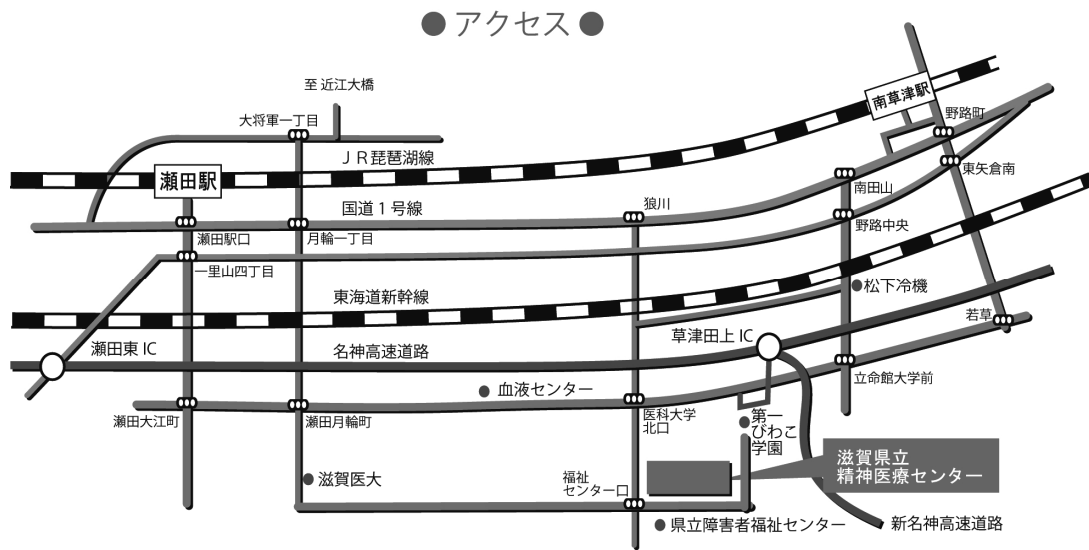 ● アクセス ●
至 近江大橋
大将軍一丁目
南草津駅
野路町
JR琵琶湖線
東矢倉南
瀬田駅
南田山
国道1号線
狼川
瀬田駅口
月輪一丁目
野路中央
一里山四丁目
松下冷機
東海道新幹線
若草
草津田上IC
瀬田東IC
名神高速道路
立命館大学前
血液センター
瀬田大江町
瀬田月輪町
医科大学
北口
第一
びわこ
学園
滋賀県立
精神医療センター
滋賀医大
福祉
センター口
県立障害者福祉センター
新名神高速道路